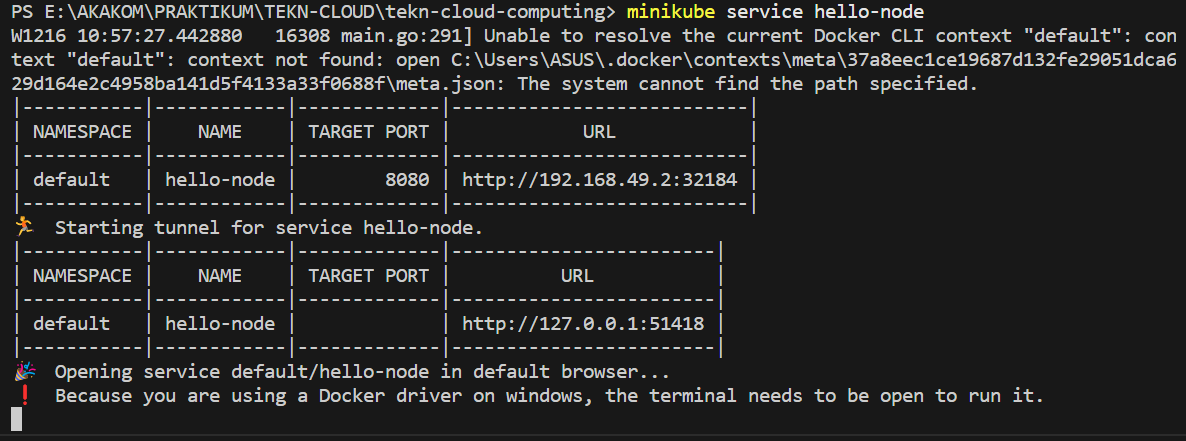 PS E:\AKAKOM\PRAKTIKUM\TEKN-CLOUD\tekn-cloud-computing> minikube service hello-node
W1216 10:57:27.442880   16308 main.go:291] Unable to resolve the current Docker CLI context "default": con
text "default": context not found: open C:\Users\ASUS\.docker\contexts\meta\37a8eec1ce19687d132fe29051dca6
29d164e2c4958ba141d5f4133a33f0688f\meta.json: The system cannot find the path specified.
|-----------|------------|-------------|---------------------------|
| NAMESPACE |    NAME    | TARGET PORT |            URL            |
|-----------|------------|-------------|---------------------------|
| default   | hello-node |        8080 | http://192.168.49.2:32184 |
|-----------|------------|-------------|---------------------------|
🏃  Starting tunnel for service hello-node.
|-----------|------------|-------------|------------------------|
| NAMESPACE |    NAME    | TARGET PORT |          URL           |
|-----------|------------|-------------|------------------------|
| default   | hello-node |             | http://127.0.0.1:51418 |
|-----------|------------|-------------|------------------------|
🎉  Opening service default/hello-node in default browser...
❗  Because you are using a Docker driver on windows, the terminal needs to be open to run it.